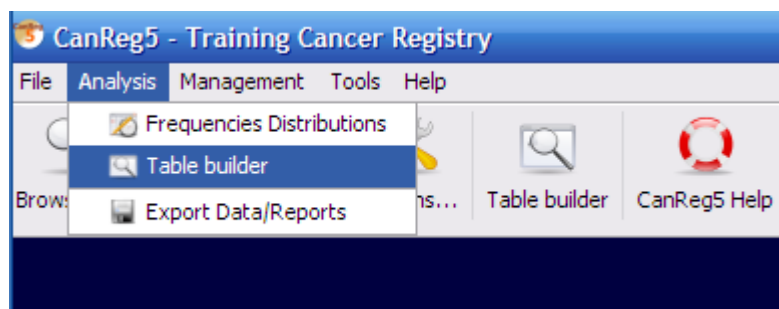 CanReg5 - Training Cancer Registry
File Analysis Management Tools Help
Frequencies Distributions
Table builder
Export Data/Reports
Table builder CanReg5 Help